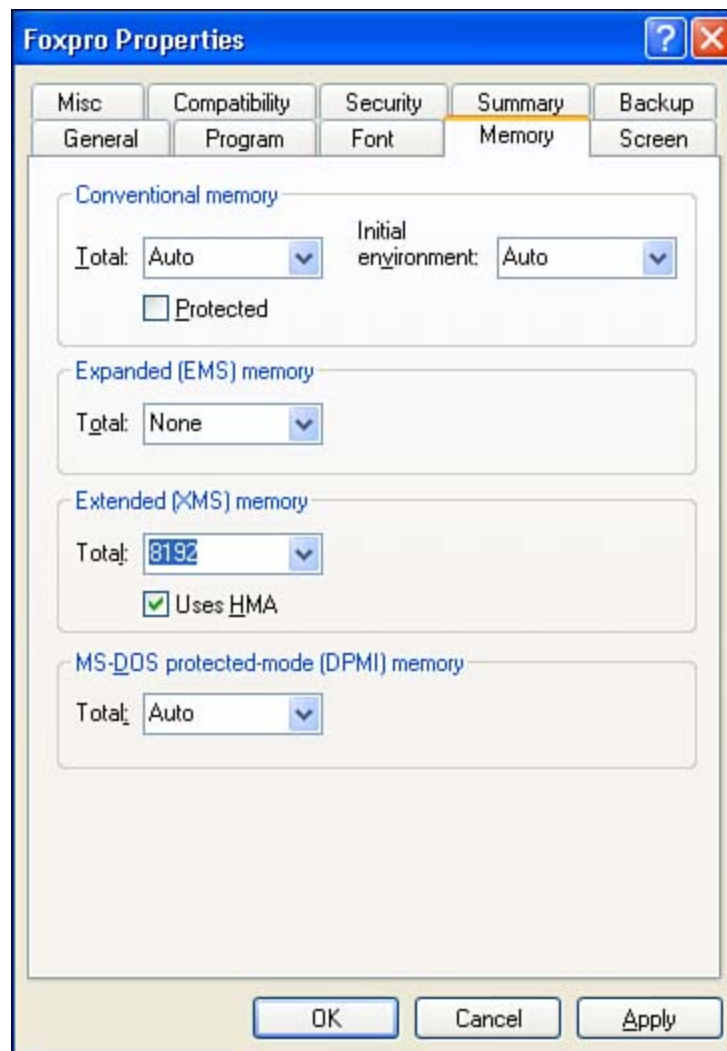 Foxpro Properties
Misc Compatibility Security Summary Backup
General Program Font Memory Screen
Conventional memory
Total: Auto Initial environment: Auto
Protected
Expanded (EMS) memory
Total: None
Extended (XMS) memory
Total: 8192
Uses HMA
MS-DOS protected-mode (DPMI) memory
Total: Auto
OK Cancel Apply